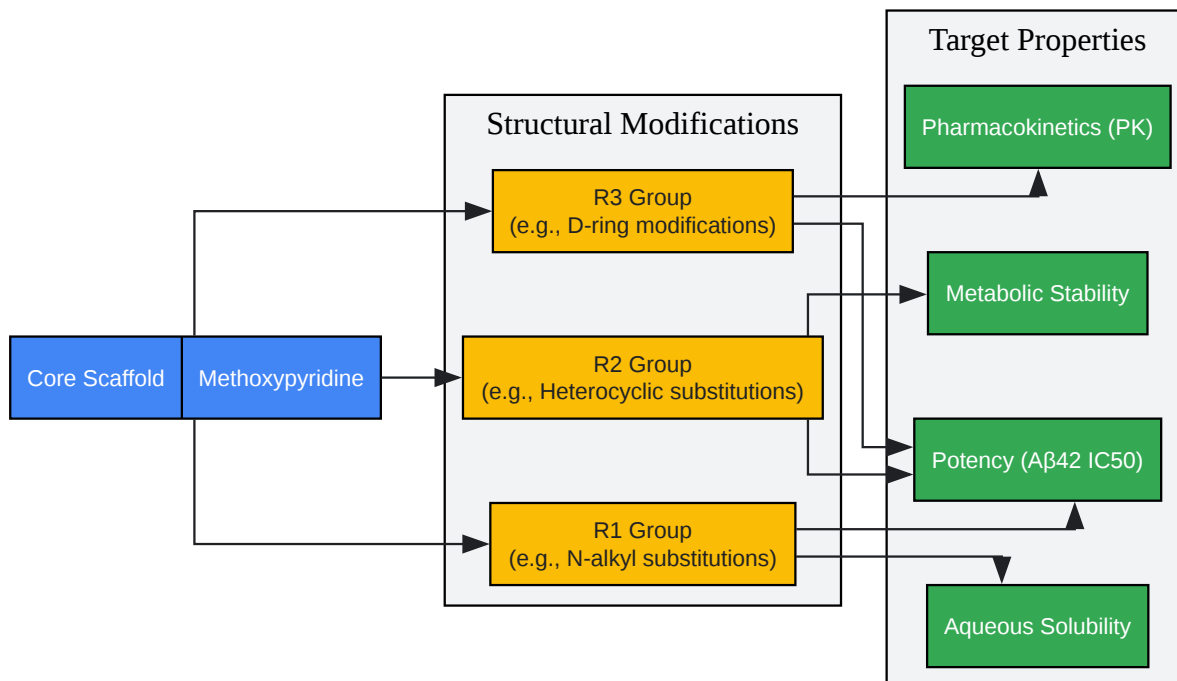 Target Properties
Pharmacokinetics (PK)
Structural Modifications
R3 Group
(e.g., D-ring modifications)
Metabolic Stability
Core Scaffold
Methoxypyridine
R2 Group
(e.g., Heterocyclic substitutions)
Potency (Aβ42 IC50)
R1 Group
(e.g., N-alkyl substitutions)
Aqueous Solubility